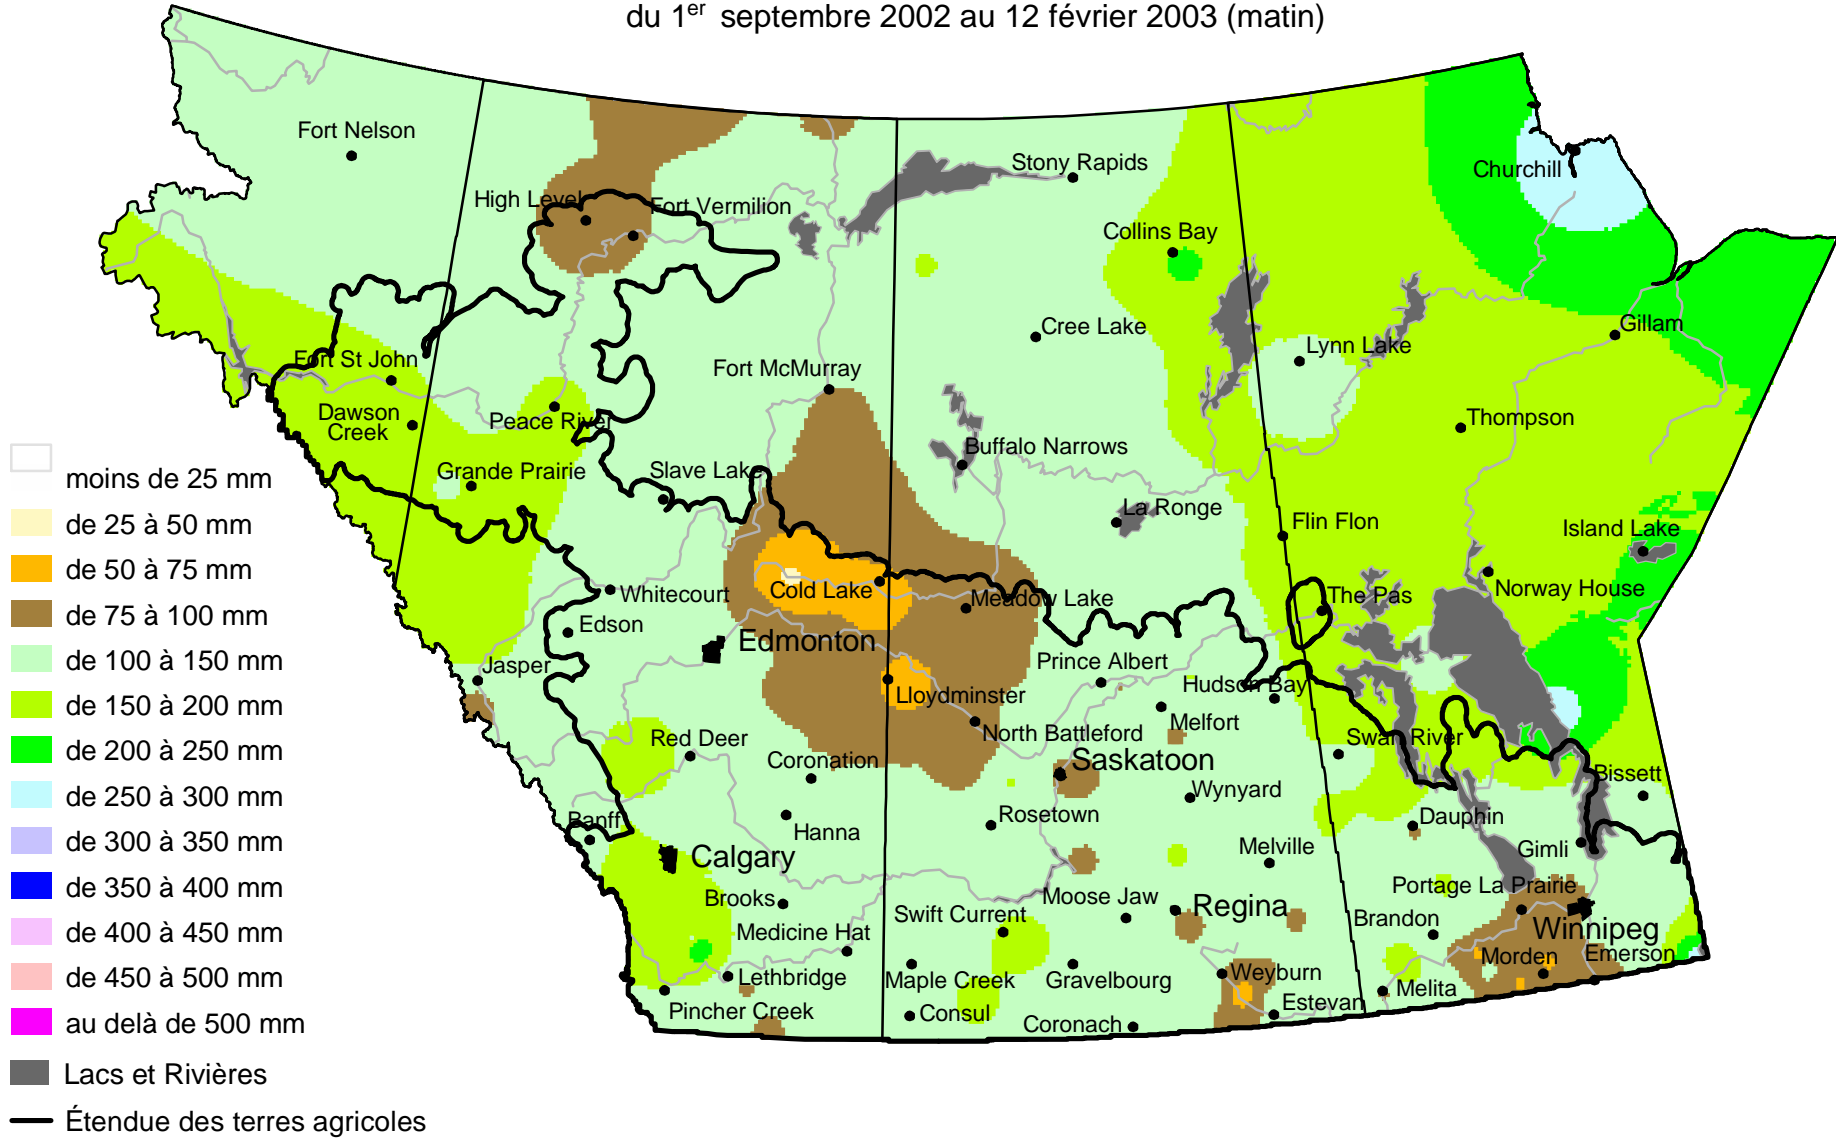 du 1er septembre 2002 au 12 février 2003 (matin)
Fort Nelson
Stony Rapids
Churchill
High Level
Fort Vermilion
Collins Bay
Gillam
Cree Lake
Lynn Lake
Fort St John
Fort McMurray
Dawson
Creek
Peace River
Thompson
Buffalo Narrows
Grande Prairie
Slave Lake
La Ronge
Flin Flon
Island Lake
Whitecourt
Cold Lake
Meadow Lake
The Pas
Norway House
Edson
Edmonton
Jasper
Prince Albert
Hudson Bay
Lloydminster
Melfort
North Battleford
Red Deer
Swan River
Coronation
Saskatoon
Bissett
Wynyard
Banff
Hanna
Rosetown
Dauphin
Calgary
Melville
Gimli
Brooks
Moose Jaw
Regina
Portage La Prairie
Swift Current
Brandon
Winnipeg
Medicine Hat
Morden
Emerson
Lethbridge
Maple Creek
Gravelbourg
Weyburn
Melita
Pincher Creek
Consul
Coronach
Estevan
moins de 25 mm
de 25 à 50 mm
de 50 à 75 mm
de 75 à 100 mm
de 100 à 150 mm
de 150 à 200 mm
de 200 à 250 mm
de 250 à 300 mm
de 300 à 350 mm
de 350 à 400 mm
de 400 à 450 mm
de 450 à 500 mm
au delà de 500 mm
Lacs et Rivières
Étendue des terres agricoles